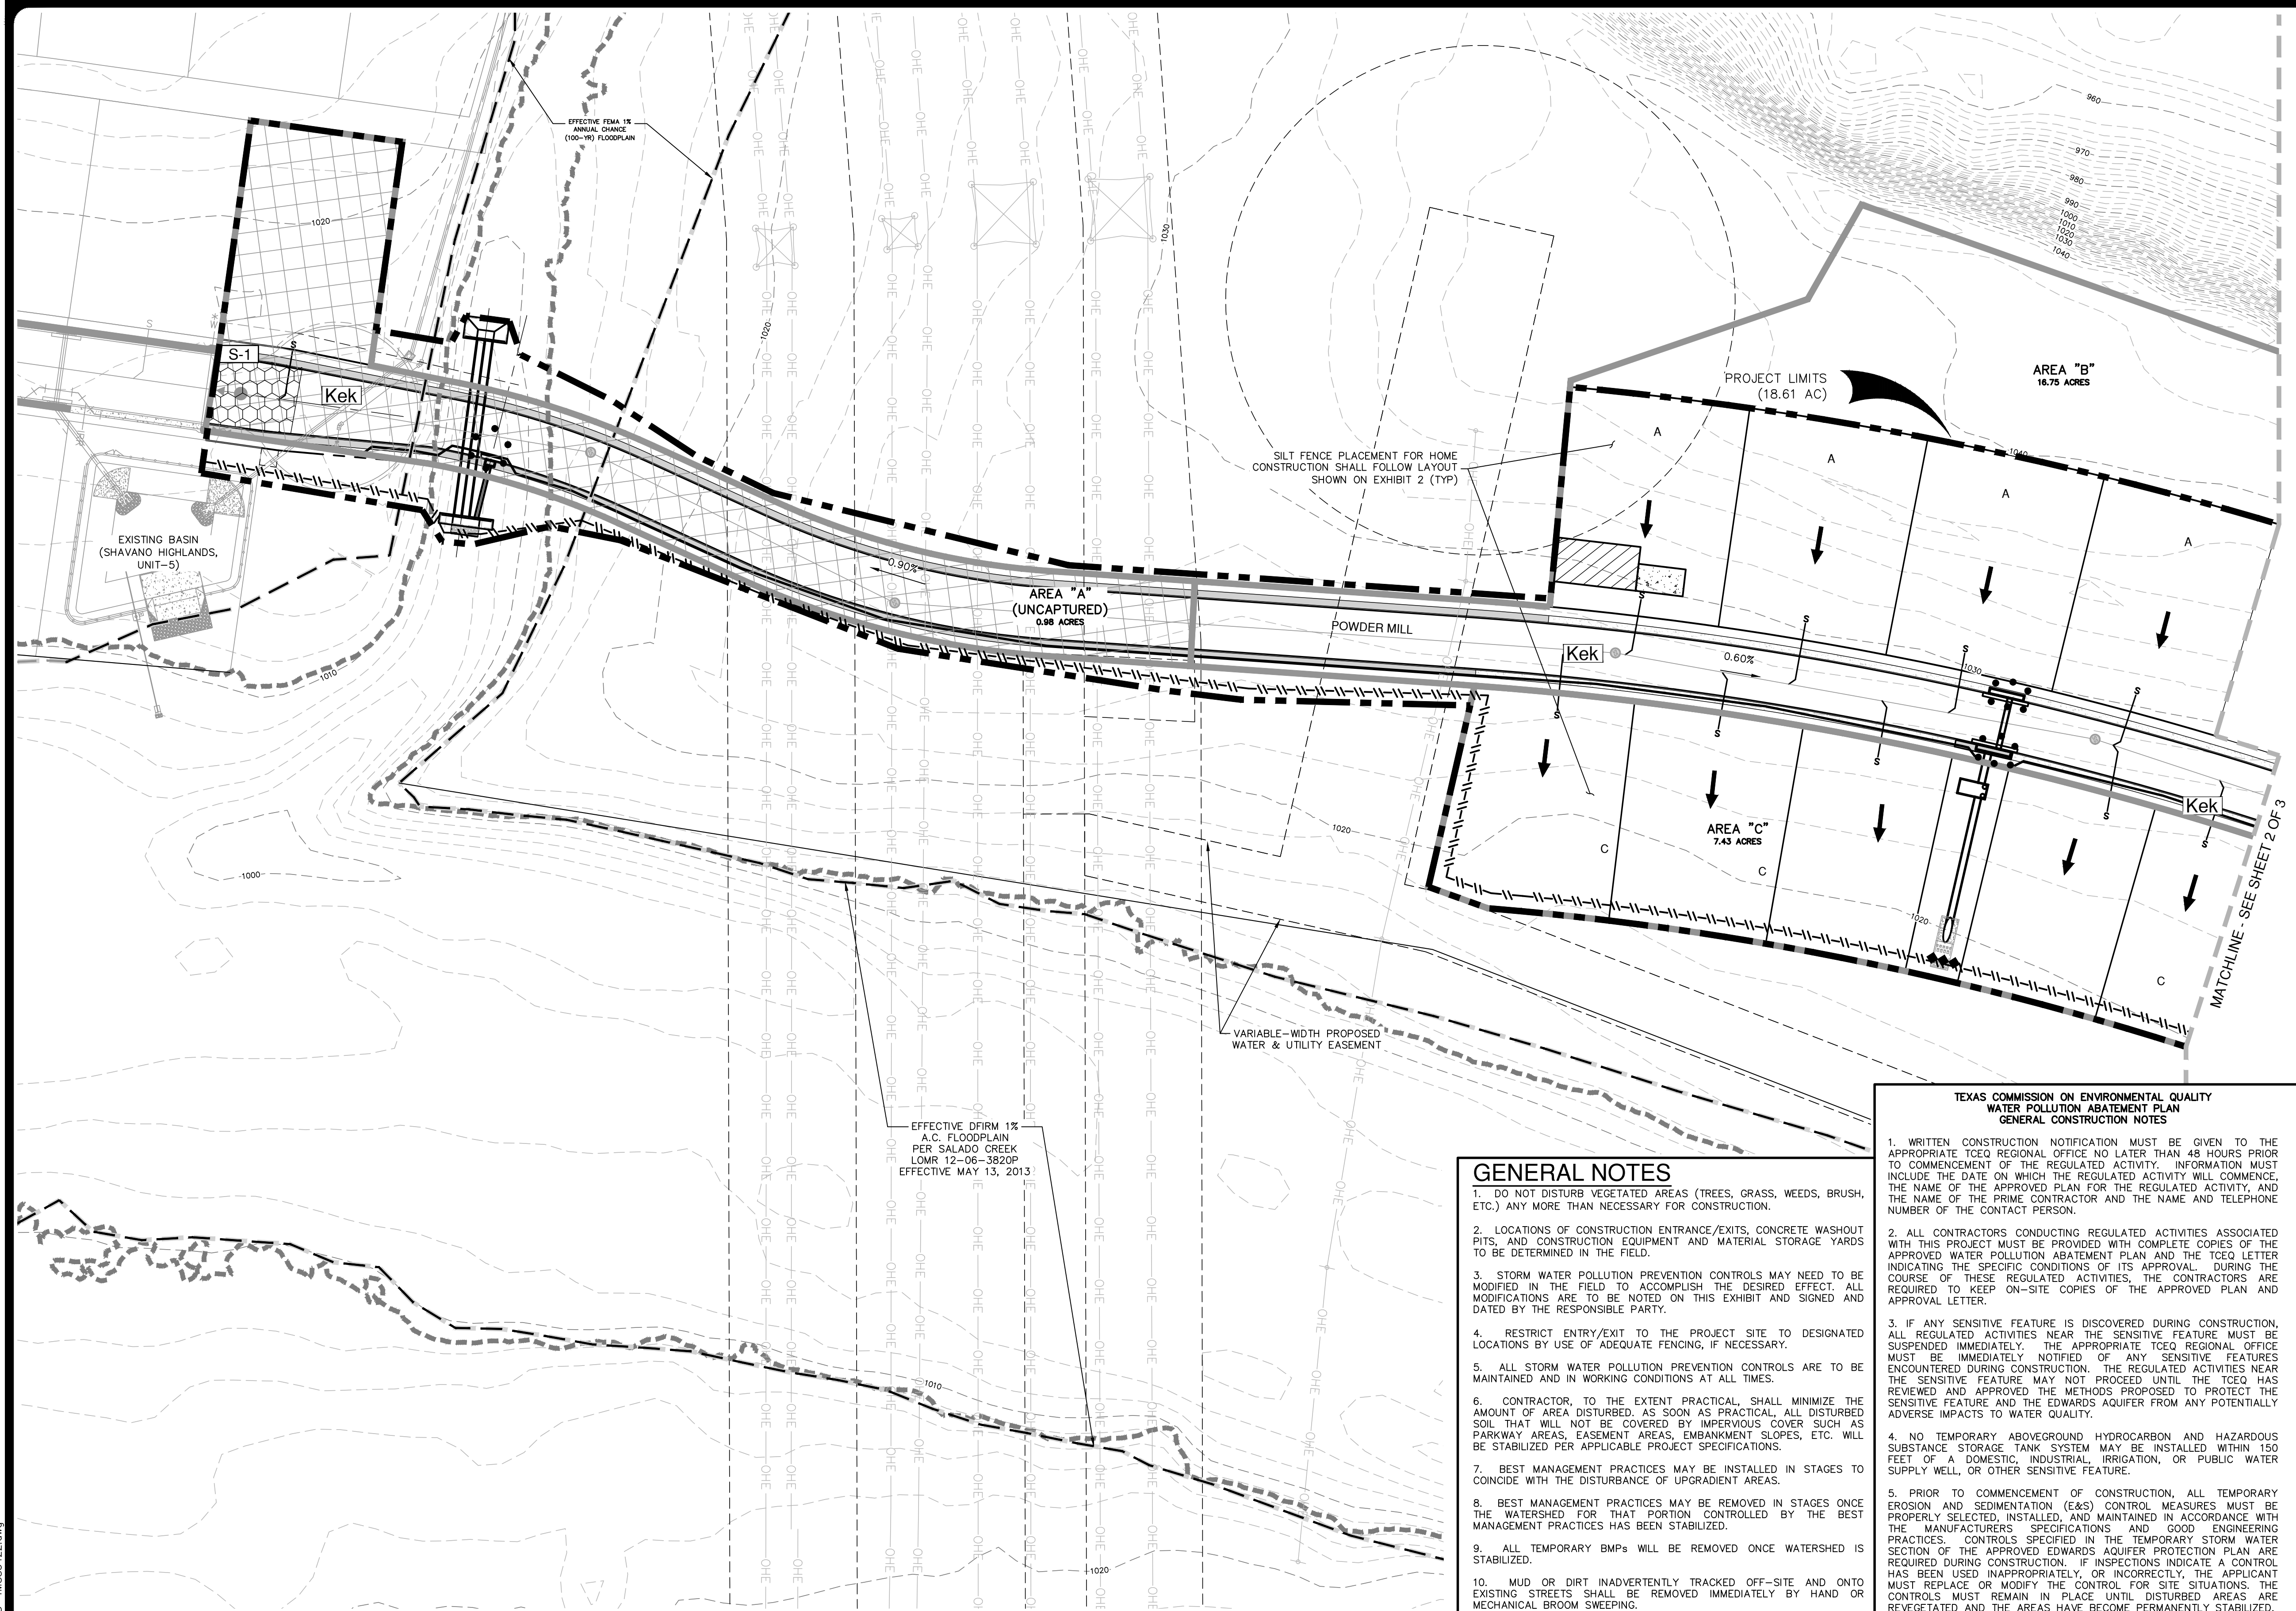 EFFECTIVE FEMA 1%
ANNUAL CHANCE
(100-YR) FLOODPLAIN
960
970
980
990
1000
1010
1020
1030
1040
1020
1030
1020
S
W
S-1
S
Kek
AREA "B"
16.75 ACRES
PROJECT LIMITS
(18.61 AC)
A
A
A
A
1040
SILT FENCE PLACEMENT FOR HOME
CONSTRUCTION SHALL FOLLOW LAYOUT
SHOWN ON EXHIBIT 2 (TYP)
EXISTING BASIN
(SHAVANO HIGHLANDS,
UNIT-5)
0.90%
AREA "A"
(UNCAPTURED)
0.98 ACRES
POWDER MILL
Kek
0.60%
1030
S
S
S
S
S
S
S
S
S
Kek
1010
1000
1020
AREA "C"
7.43 ACRES
C
C
C
1020
MATCHLINE - SEE SHEET 2 OF 3
OHE
VARIABLE-WIDTH PROPOSED
WATER & UTILITY EASEMENT
EFFECTIVE DFIRM 1%
A.C. FLOODPLAIN
PER SALADO CREEK
LOMR 12-06-3820P
EFFECTIVE MAY 13, 2013
1010
1020
GENERAL NOTES
1. DO NOT DISTURB VEGETATED AREAS (TREES, GRASS, WEEDS, BRUSH,
ETC.) ANY MORE THAN NECESSARY FOR CONSTRUCTION.
2. LOCATIONS OF CONSTRUCTION ENTRANCE/EXITS, CONCRETE WASHOUT
PITS, AND CONSTRUCTION EQUIPMENT AND MATERIAL STORAGE YARDS
TO BE DETERMINED IN THE FIELD.
3. STORM WATER POLLUTION PREVENTION CONTROLS MAY NEED TO BE
MODIFIED IN THE FIELD TO ACCOMPLISH THE DESIRED EFFECT. ALL
MODIFICATIONS ARE TO BE NOTED ON THIS EXHIBIT AND SIGNED AND
DATED BY THE RESPONSIBLE PARTY.
4. RESTRICT ENTRY/EXIT TO THE PROJECT SITE TO DESIGNATED
LOCATIONS BY USE OF ADEQUATE FENCING, IF NECESSARY.
5. ALL STORM WATER POLLUTION PREVENTION CONTROLS ARE TO BE
MAINTAINED AND IN WORKING CONDITIONS AT ALL TIMES.
6. CONTRACTOR, TO THE EXTENT PRACTICAL, SHALL MINIMIZE THE
AMOUNT OF AREA DISTURBED. AS SOON AS PRACTICAL, ALL DISTURBED
SOIL THAT WILL NOT BE COVERED BY IMPERVIOUS COVER SUCH AS
PARKWAY AREAS, EASEMENT AREAS, EMBANKMENT SLOPES, ETC. WILL
BE STABILIZED PER APPLICABLE PROJECT SPECIFICATIONS.
7. BEST MANAGEMENT PRACTICES MAY BE INSTALLED IN STAGES TO
COINCIDE WITH THE DISTURBANCE OF UPGRADIENT AREAS.
8. BEST MANAGEMENT PRACTICES MAY BE REMOVED IN STAGES ONCE
THE WATERSHED FOR THAT PORTION CONTROLLED BY THE BEST
MANAGEMENT PRACTICES HAS BEEN STABILIZED.
9. ALL TEMPORARY BMPs WILL BE REMOVED ONCE WATERSHED IS
STABILIZED.
10. MUD OR DIRT INADVERTENTLY TRACKED OFF-SITE AND ONTO
EXISTING STREETS SHALL BE REMOVED IMMEDIATELY BY HAND OR
MECHANICAL BROOM SWEEPING.
TEXAS COMMISSION ON ENVIRONMENTAL QUALITY
WATER POLLUTION ABATEMENT PLAN
GENERAL CONSTRUCTION NOTES
1. WRITTEN CONSTRUCTION NOTIFICATION MUST BE GIVEN TO THE
APPROPRIATE TCEQ REGIONAL OFFICE NO LATER THAN 48 HOURS PRIOR
TO COMMENCEMENT OF THE REGULATED ACTIVITY. INFORMATION MUST
INCLUDE THE DATE ON WHICH THE REGULATED ACTIVITY WILL COMMENCE,
THE NAME OF THE APPROVED PLAN FOR THE REGULATED ACTIVITY, AND
THE NAME OF THE PRIME CONTRACTOR AND THE NAME AND TELEPHONE
NUMBER OF THE CONTACT PERSON.
2. ALL CONTRACTORS CONDUCTING REGULATED ACTIVITIES ASSOCIATED
WITH THIS PROJECT MUST BE PROVIDED WITH COMPLETE COPIES OF THE
APPROVED WATER POLLUTION ABATEMENT PLAN AND THE TCEQ LETTER
INDICATING THE SPECIFIC CONDITIONS OF ITS APPROVAL. DURING THE
COURSE OF THESE REGULATED ACTIVITIES, THE CONTRACTORS ARE
REQUIRED TO KEEP ON-SITE COPIES OF THE APPROVED PLAN AND
APPROVAL LETTER.
3. IF ANY SENSITIVE FEATURE IS DISCOVERED DURING CONSTRUCTION,
ALL REGULATED ACTIVITIES NEAR THE SENSITIVE FEATURE MUST BE
SUSPENDED IMMEDIATELY. THE APPROPRIATE TCEQ REGIONAL OFFICE
MUST BE IMMEDIATELY NOTIFIED OF ANY SENSITIVE FEATURES
ENCOUNTERED DURING CONSTRUCTION. THE REGULATED ACTIVITIES NEAR
THE SENSITIVE FEATURE MAY NOT PROCEED UNTIL THE TCEQ HAS
REVIEWED AND APPROVED THE METHODS PROPOSED TO PROTECT THE
SENSITIVE FEATURE AND THE EDWARDS AQUIFER FROM ANY POTENTIALLY
ADVERSE IMPACTS TO WATER QUALITY.
4. NO TEMPORARY ABOVEGROUND HYDROCARBON AND HAZARDOUS
SUBSTANCE STORAGE TANK SYSTEM MAY BE INSTALLED WITHIN 150
FEET OF A DOMESTIC, INDUSTRIAL, IRRIGATION, OR PUBLIC WATER
SUPPLY WELL, OR OTHER SENSITIVE FEATURE.
5. PRIOR TO COMMENCEMENT OF CONSTRUCTION, ALL TEMPORARY
EROSION AND SEDIMENTATION (E&S) CONTROL MEASURES MUST BE
PROPERLY SELECTED, INSTALLED, AND MAINTAINED IN ACCORDANCE WITH
THE MANUFACTURERS SPECIFICATIONS AND GOOD ENGINEERING
PRACTICES. CONTROLS SPECIFIED IN THE TEMPORARY STORM WATER
SECTION OF THE APPROVED EDWARDS AQUIFER PROTECTION PLAN ARE
REQUIRED DURING CONSTRUCTION. IF INSPECTIONS INDICATE A CONTROL
HAS BEEN USED INAPPROPRIATELY, OR INCORRECTLY, THE APPLICANT
MUST REPLACE OR MODIFY THE CONTROL FOR SITE SITUATIONS. THE
CONTROLS MUST REMAIN IN PLACE UNTIL DISTURBED AREAS ARE
REVEGETATED AND THE AREAS HAVE BECOME PERMANENTLY STABILIZED.